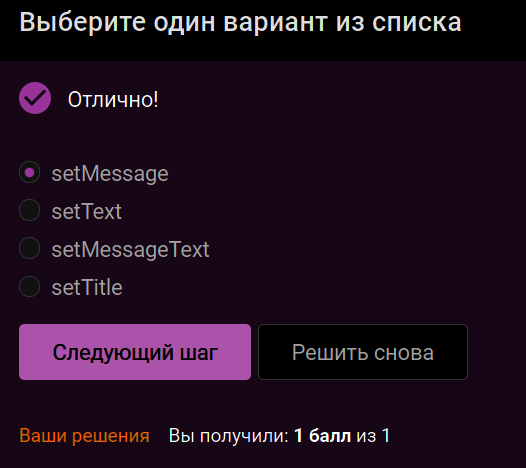 Выберите один вариант из списка
Отлично!
setMessage
setText
setMessageText
setTitle
Следующий шаг Решить снова
Ваши решения Вы получили: 1 балл из 1